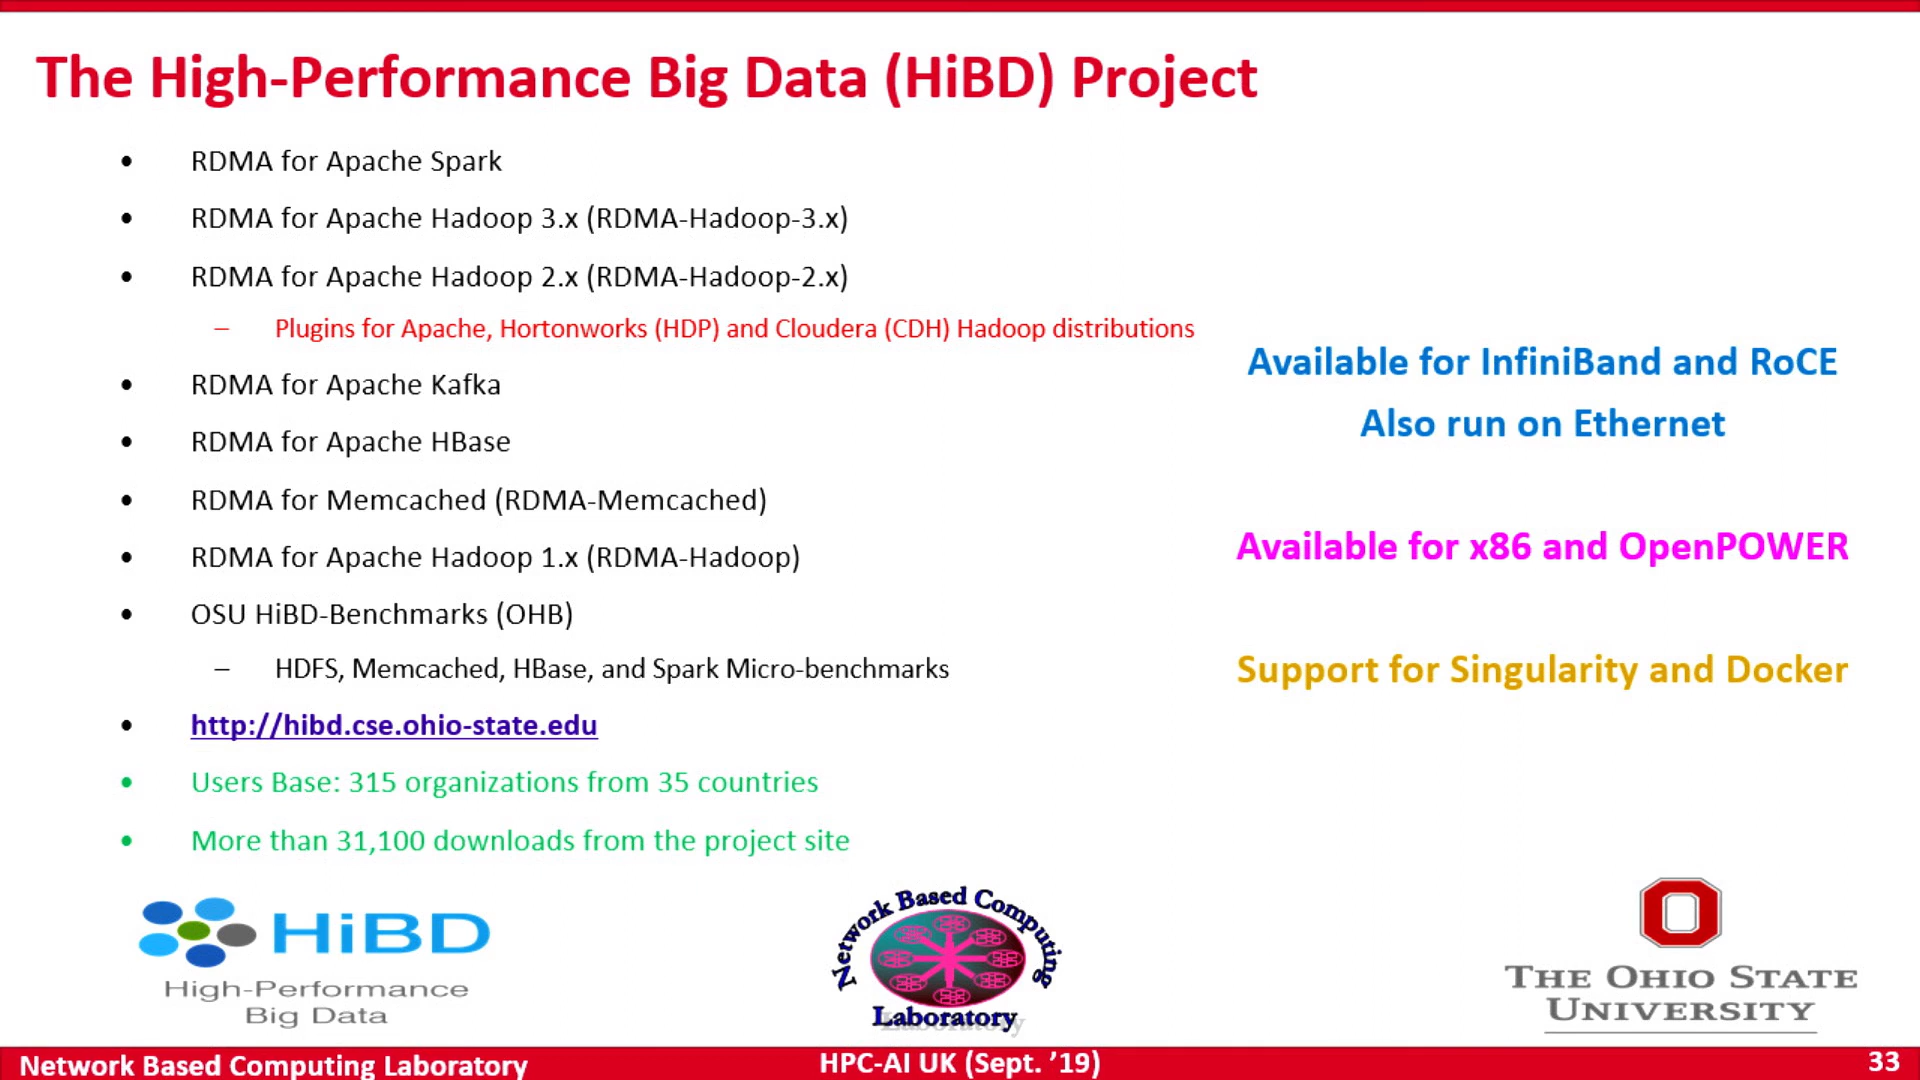 The High-Performance Big Data (HiBD) Project
• RDMA for Apache Spark
• RDMA for Apache Hadoop 3.x (RDMA-Hadoop-3.x)
• RDMA for Apache Hadoop 2.x (RDMA-Hadoop-2.x)
– Plugins for Apache, Hortonworks (HDP) and Cloudera (CDH) Hadoop distributions
• RDMA for Apache Kafka
• RDMA for Apache HBase
• RDMA for Memcached (RDMA-Memcached)
• RDMA for Apache Hadoop 1.x (RDMA-Hadoop)
• OSU HiBD-Benchmarks (OHB)
– HDFS, Memcached, HBase, and Spark Micro-benchmarks
• http://hibd.cse.ohio-state.edu
• Users Base: 315 organizations from 35 countries
• More than 31,100 downloads from the project site
Available for InfiniBand and RoCE
Also run on Ethernet
Available for x86 and OpenPOWER
Support for Singularity and Docker
HiBD
High-Performance
Big Data
Network Based Computing
Laboratory
THE OHIO STATE
UNIVERSITY
Network Based Computing Laboratory
HPC-AI UK (Sept. ’19)
33